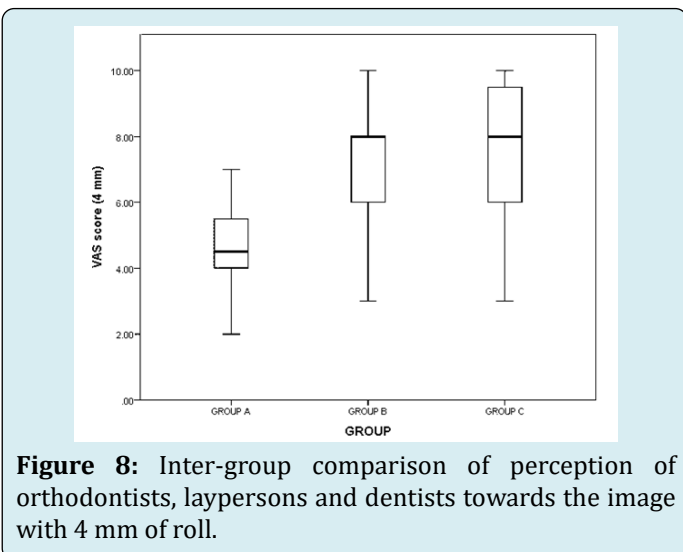 10.00
8.00
6.00
4.00
2.00
.00
VAS score (4 mm)
GROUP A GROUP B GROUP C
GROUP
Figure 8: Inter-group comparison of perception of
orthodontists, laypersons and dentists towards the image
with 4 mm of roll.